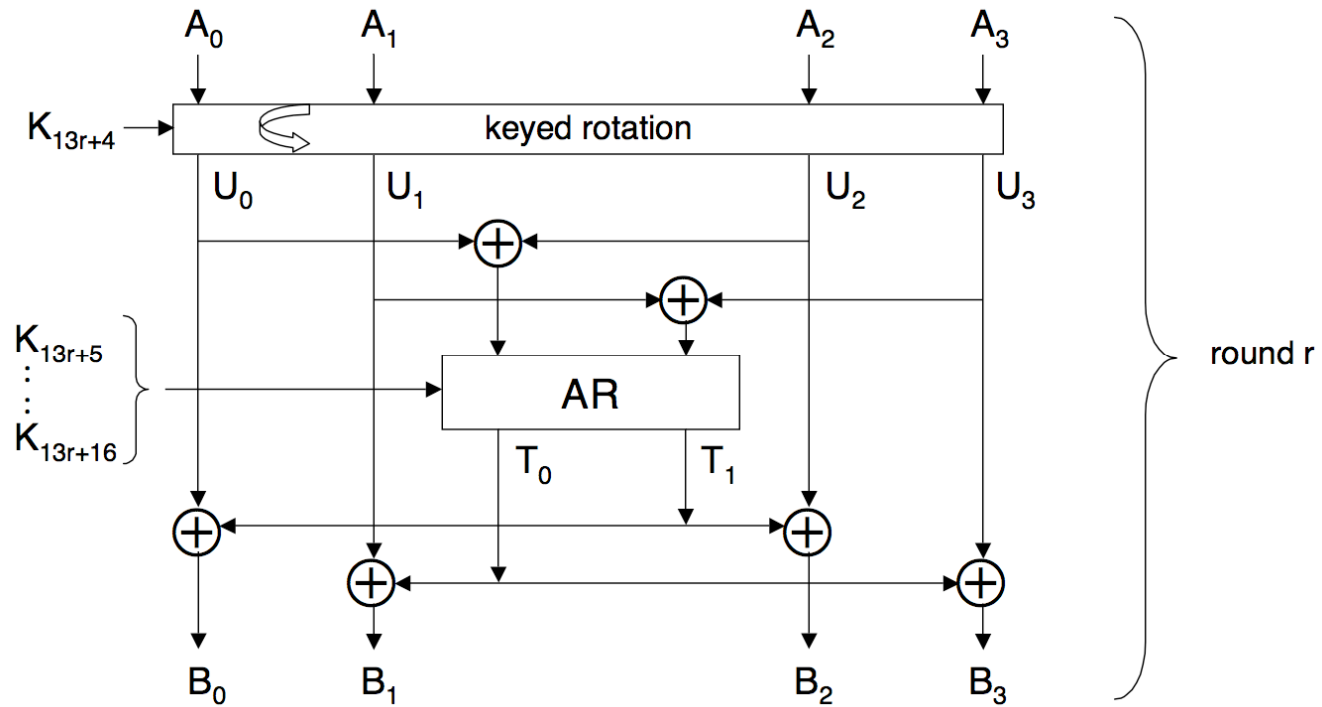 A₀ A₁ A₂ A₃
K₁₃ᵣ₊₄ keyed rotation
U₀ U₁ U₂ U₃
K₁₃ᵣ₊₅
⋮
⋮
K₁₃ᵣ₊₁₆
AR
round r
T₀ T₁
B₀ B₁ B₂ B₃